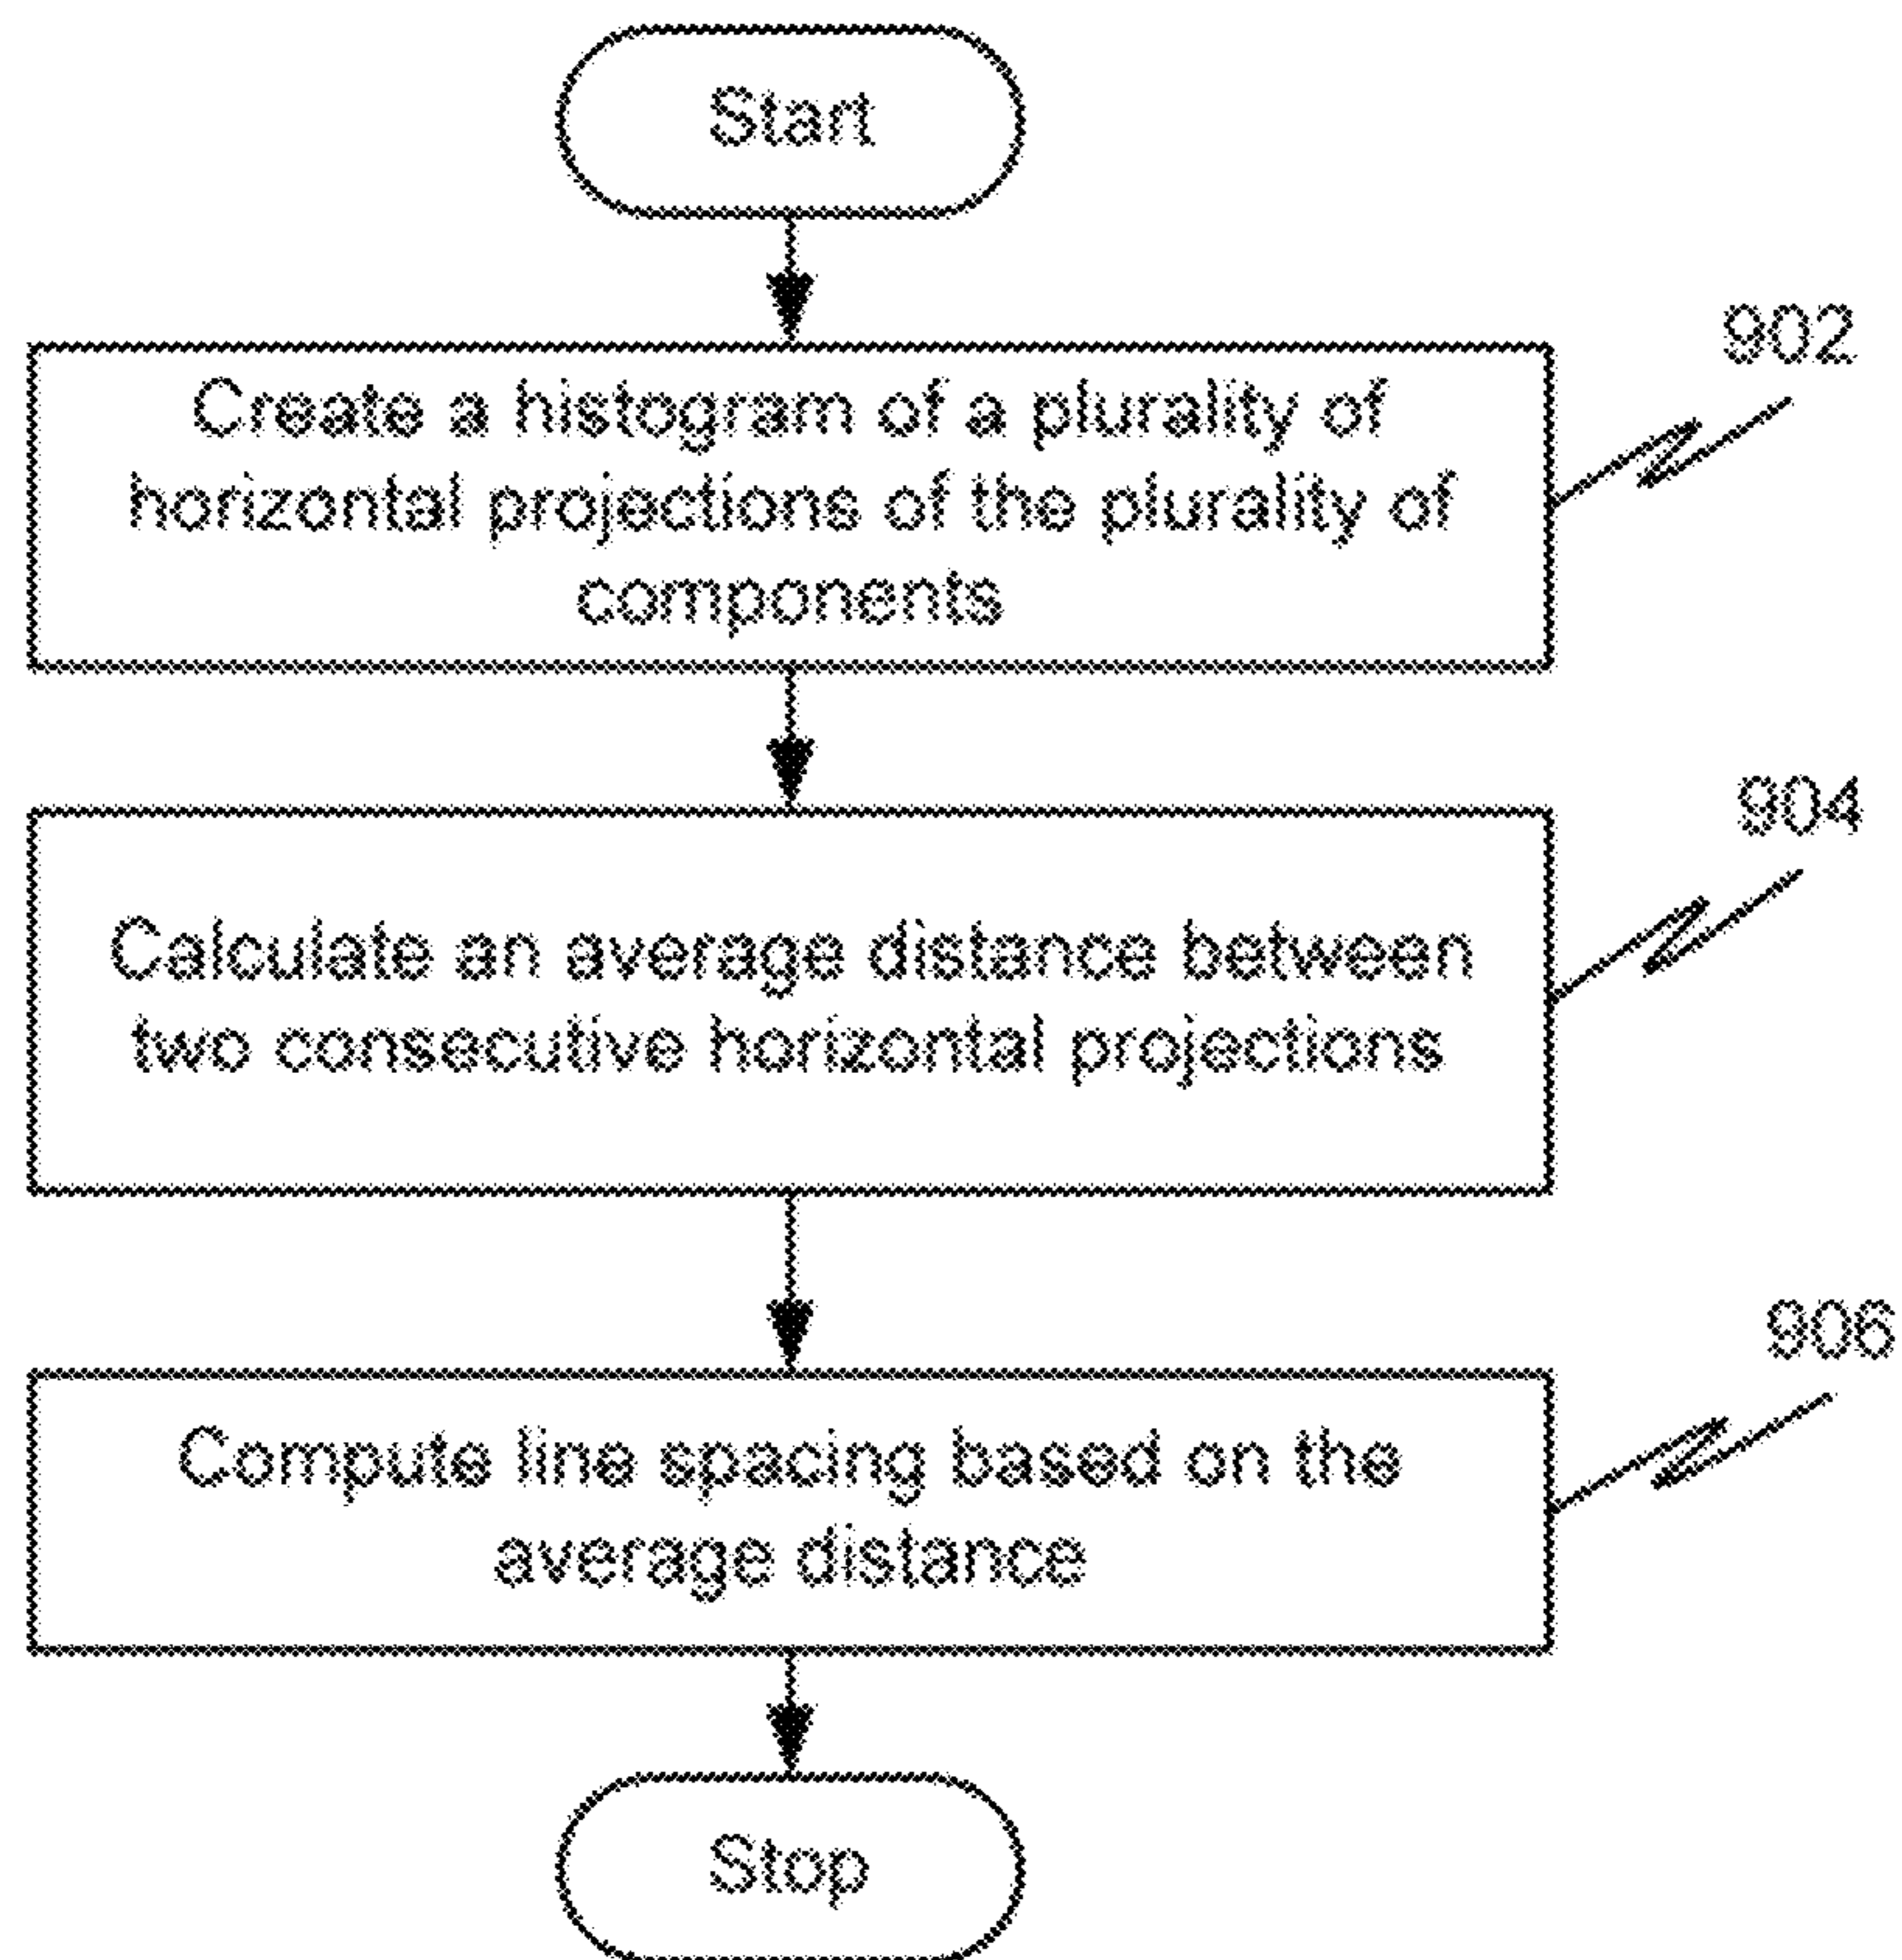 Start
902
Create a histogram of a plurality of
horizontal projections of the plurality of
components
904
Calculate an average distance between
two consecutive horizontal projections
906
Compute line spacing based on the
average distance
Stop